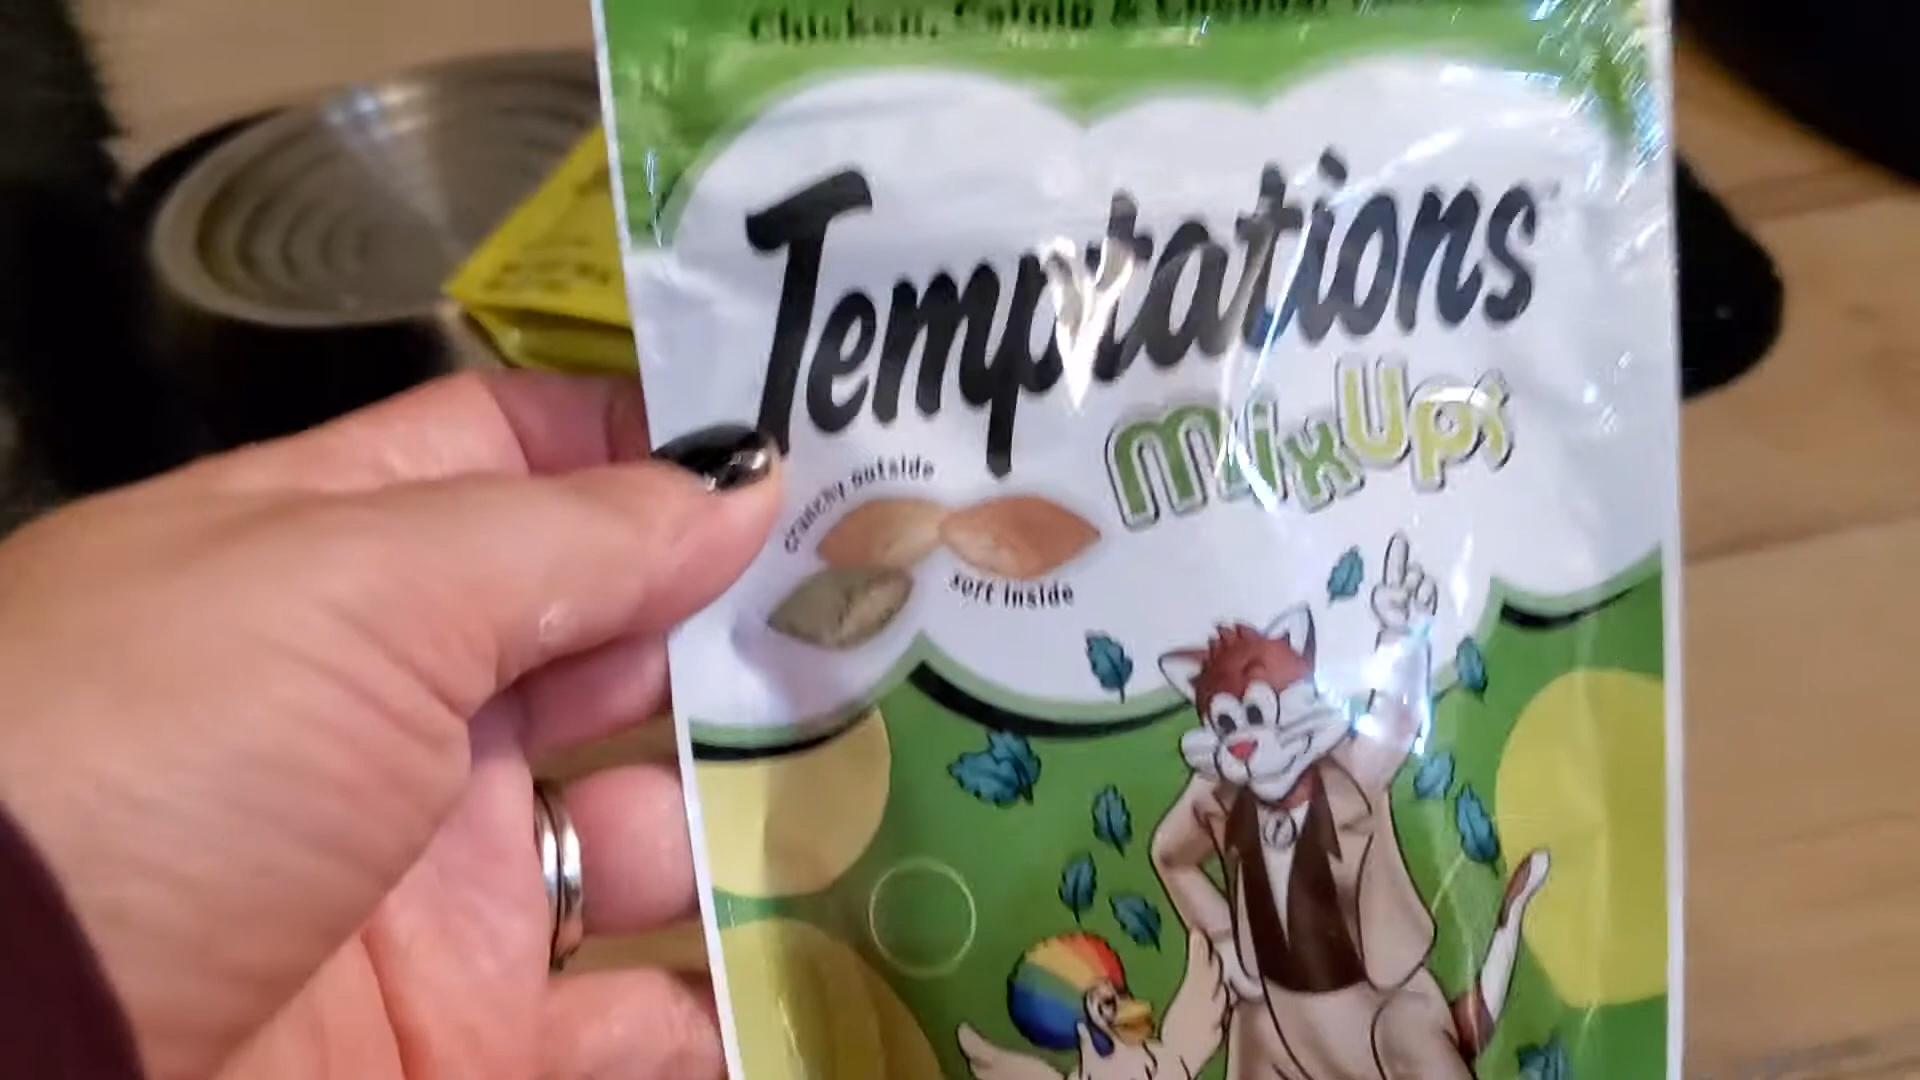 Chicken, Catnip & Cheddar
Temptations
MixUps
crunchy outside
soft inside